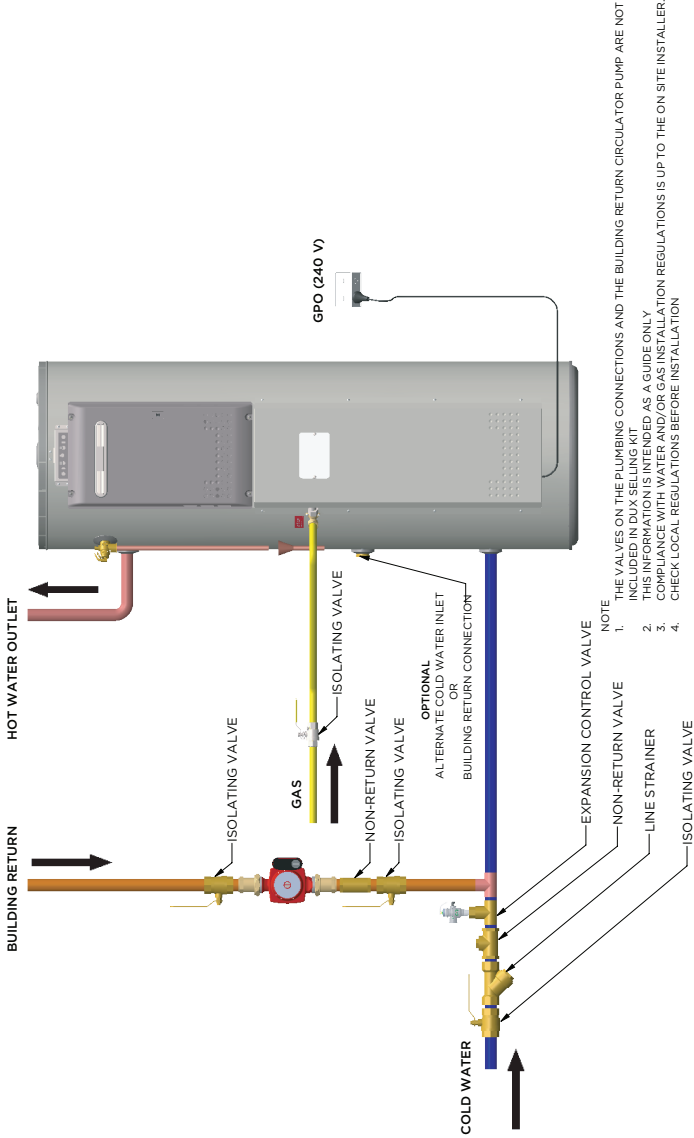 HOT WATER OUTLET
BUILDING RETURN
GPO (240 V)
ISOLATING VALVE
GAS
ISOLATING VALVE
NON-RETURN VALVE
ISOLATING VALVE
OPTIONAL
ALTERNATE COLD WATER INLET
OR
BUILDING RETURN CONNECTION
COLD WATER
EXPANSION CONTROL VALVE
NON-RETURN VALVE
LINE STRAINER
ISOLATING VALVE
NOTE
1. THE VALVES ON THE PLUMBING CONNECTIONS AND THE BUILDING RETURN CIRCULATOR PUMP ARE NOT
INCLUDED IN DUX SELLING KIT
2. THIS INFORMATION IS INTENDED AS A GUIDE ONLY
3. COMPLIANCE WITH WATER AND/OR GAS INSTALLATION REGULATIONS IS UP TO THE ON SITE INSTALLER.
4. CHECK LOCAL REGULATIONS BEFORE INSTALLATION